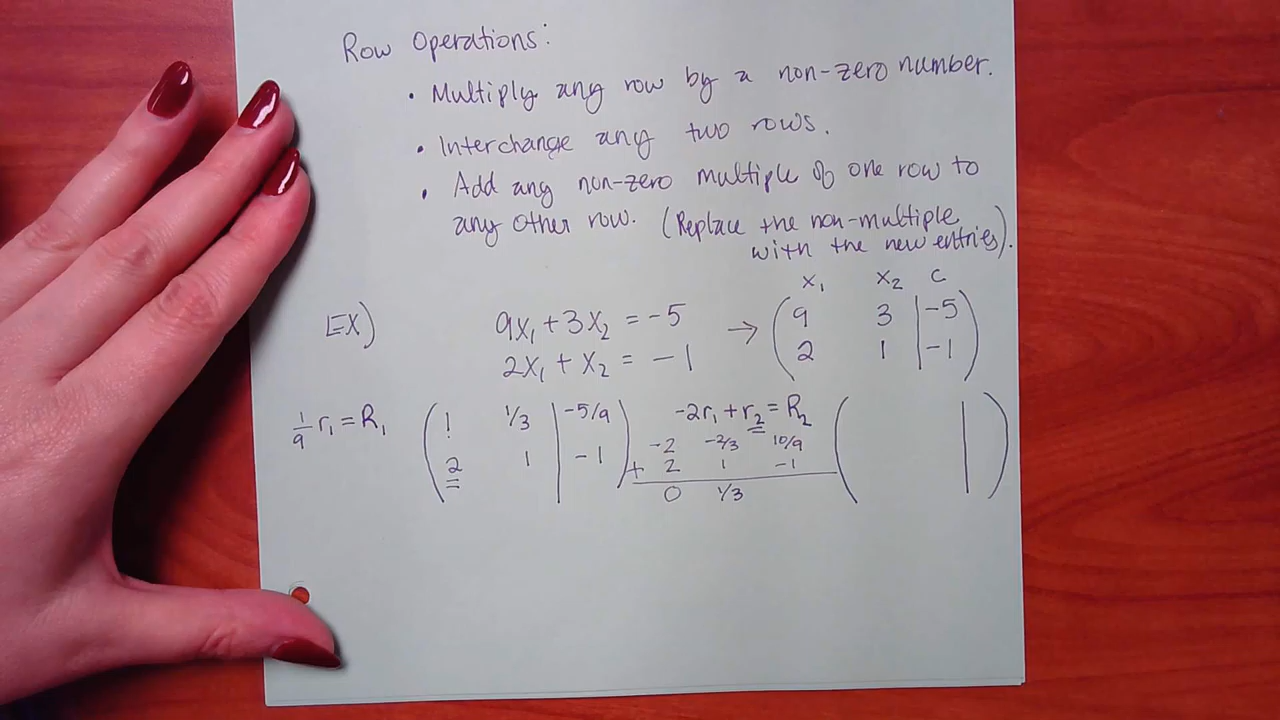 Row Operations:
• Multiply any row by a non-zero number.
• Interchange any two rows.
• Add any non-zero multiple of one row to
any other row. (Replace the non-multiple
with the new entries).
x₁ x₂ c
EX) 9x₁ + 3x₂ = -5 → ( 9 3 | -5 )
2x₁ + x₂ = -1 ( 2 1 | -1 )
1/9 r₁ = R₁ ( 1 1/3 | -5/9 ) -2r₁ + r₂ = R₂ ( | )
-2 -2/3 10/9
( 2 1 | -1 ) + 2 1 -1
0 1/3